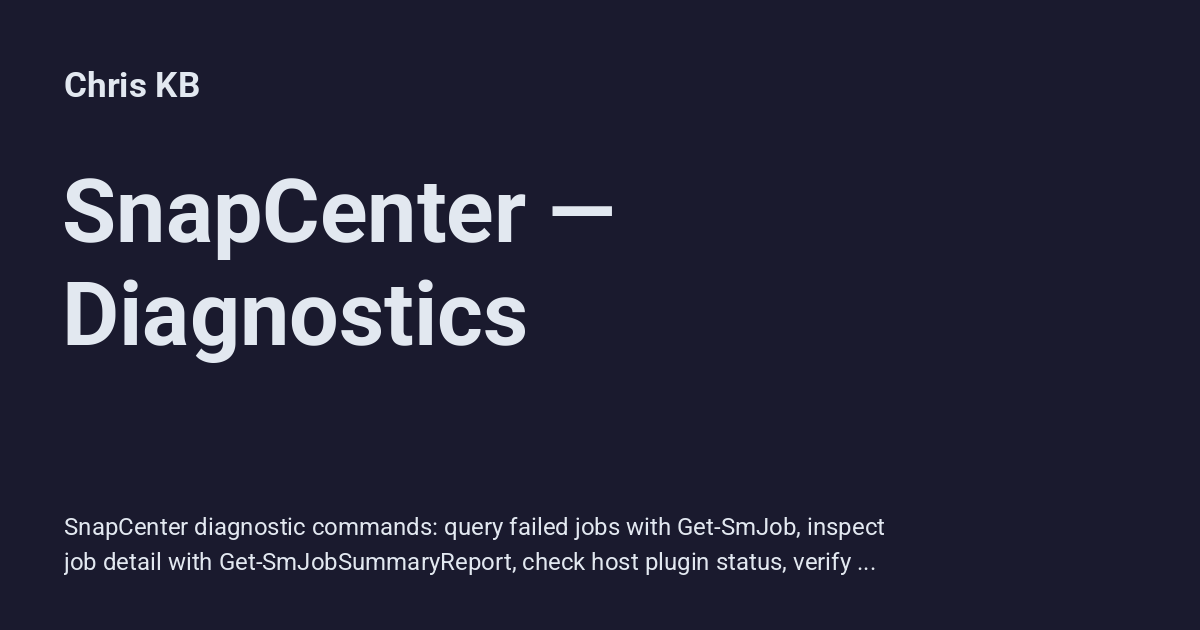 Chris KB
SnapCenter —
Diagnostics
SnapCenter diagnostic commands: query failed jobs with Get-SmJob, inspect
job detail with Get-SmJobSummaryReport, check host plugin status, verify ...